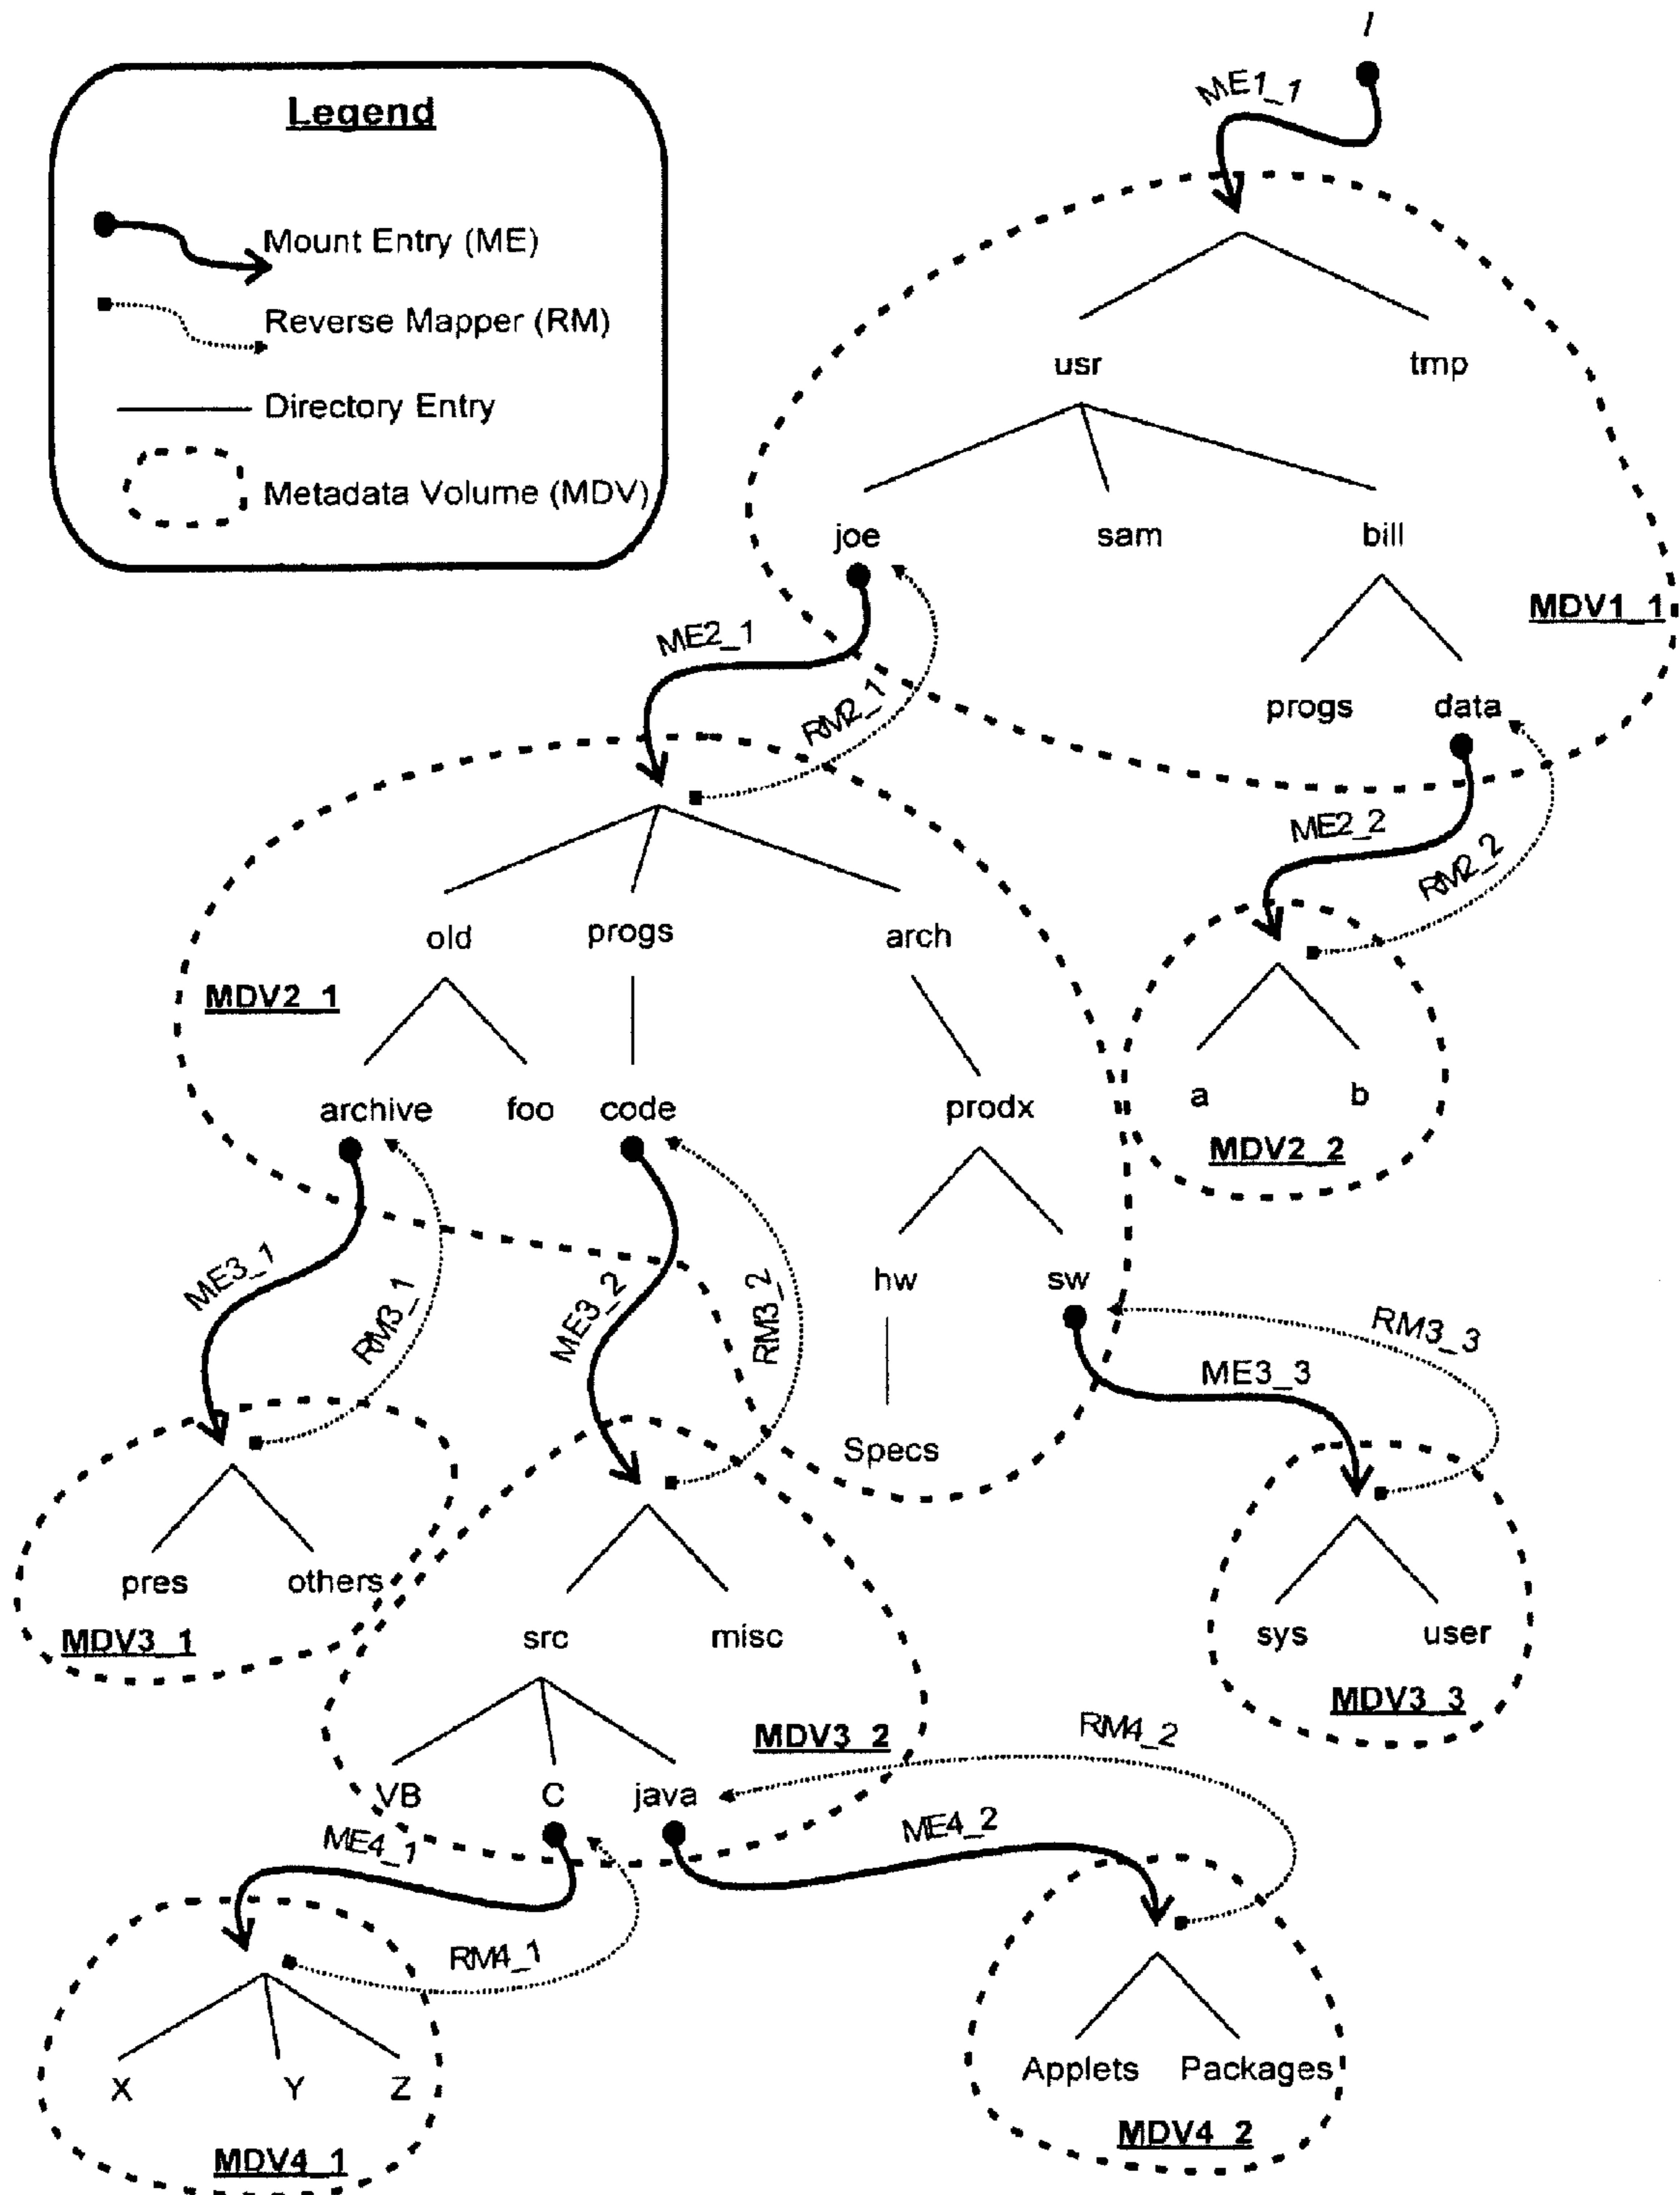 /
ME1_1
Legend
Mount Entry (ME)
Reverse Mapper (RM)
Directory Entry
Metadata Volume (MDV)
usr tmp
joe sam bill
MDV1_1
ME2_1
RM2_1
progs data
ME2_2
RM2_2
old progs arch
MDV2_1
archive foo code prodx
a b
MDV2_2
hw sw
ME3_1
RM3_1
ME3_2
RM3_2
RM3_3
ME3_3
Specs
pres others
MDV3_1
src misc
sys user
MDV3_3
MDV3_2
RM4_2
VB C java
ME4_1
ME4_2
RM4_1
X Y Z
MDV4_1
Applets Packages
MDV4_2